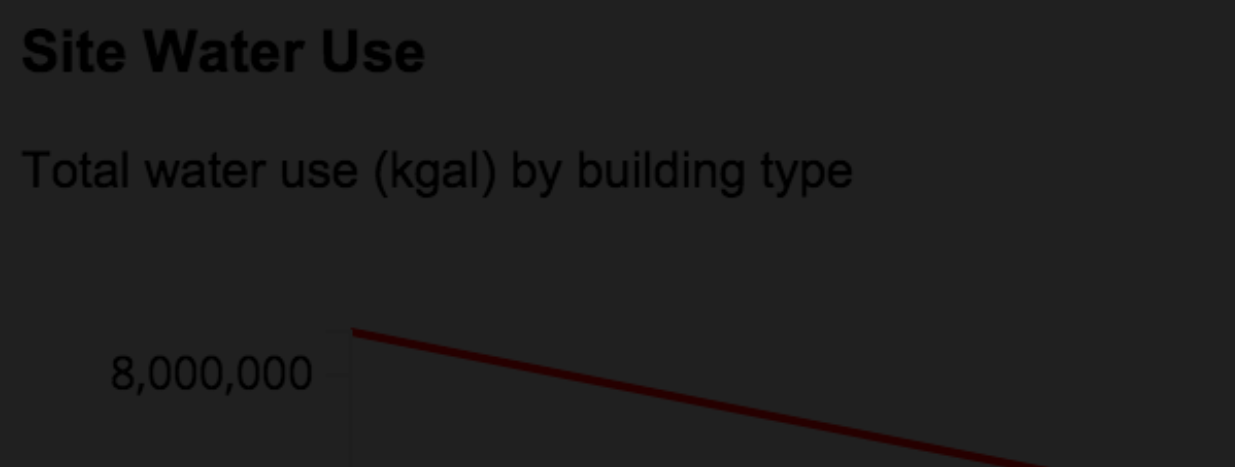 Site Water Use
Total water use (kgal) by building type
8,000,000